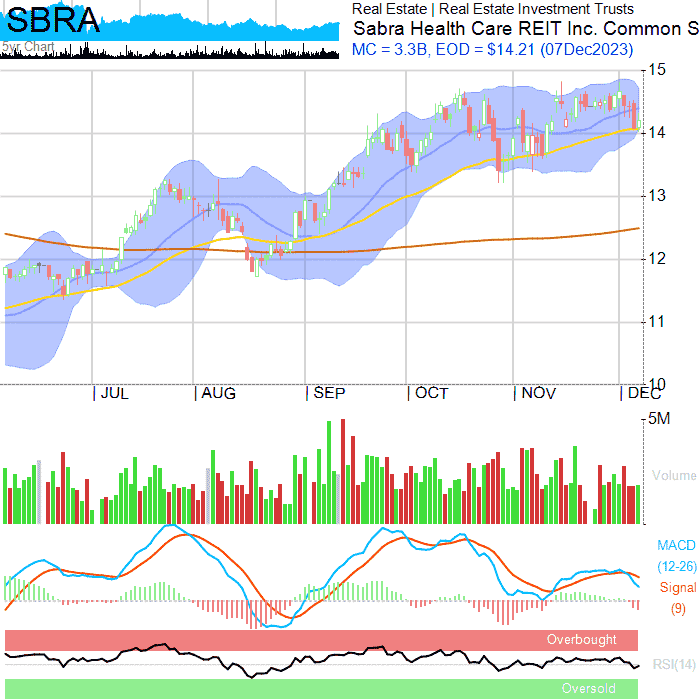 SBRA
Real Estate | Real Estate Investment Trusts
Sabra Health Care REIT Inc. Common S
5yr Chart
MC = 3.3B, EOD = $14.21 (07Dec2023)
15
14
13
12
11
10
JUL AUG SEP OCT NOV DEC
5M
Volume
MACD
(12-26)
Signal
(9)
Overbought
RSI(14)
Oversold